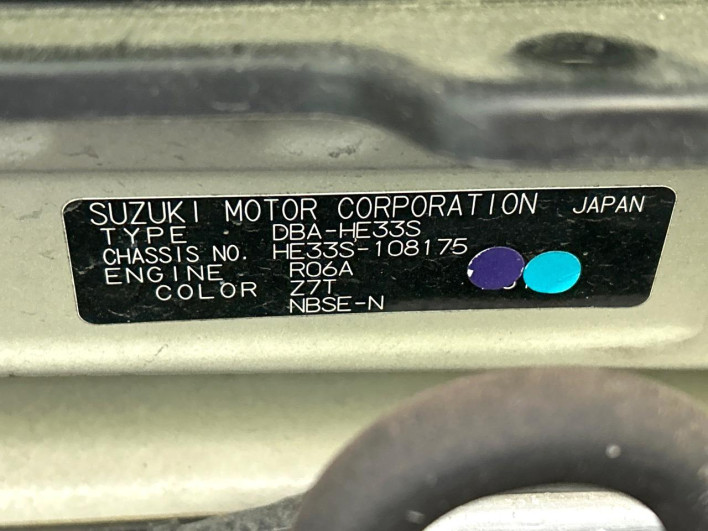 SUZUKI MOTOR CORPORATION JAPAN
TYPE DBA-HE33S
CHASSIS NO. HE33S-108175
ENGINE R06A
COLOR Z7T
NBSE-N